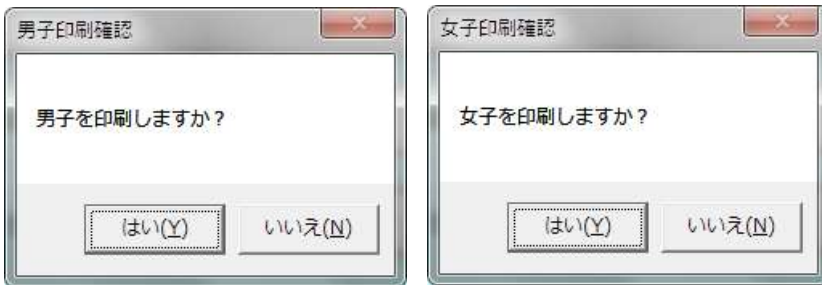 男子印刷確認
男子を印刷しますか？
はい(Y)
いいえ(N)
女子印刷確認
女子を印刷しますか？
はい(Y)
いいえ(N)